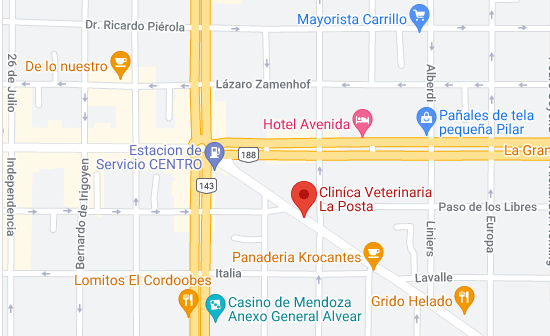 Mayorista Carrillo
Dr. Ricardo Piérola
26 de Julio
De lo nuestro
Alberdi
Lázaro Zamenhof
Hotel Avenida
Pañales de tela
pequeña Pilar
Estacion de
Servicio CENTRO
188
La Gran
143
Independencia
Bernardo de Irigoyen
Cliníca Veterinaria
La Posta
Paso de los Libres
Liniers
Europa
Panadería Krocantes
Italia
Lavalle
Lomitos El Cordoobes
Casino de Mendoza
Anexo General Alvear
Grido Helado